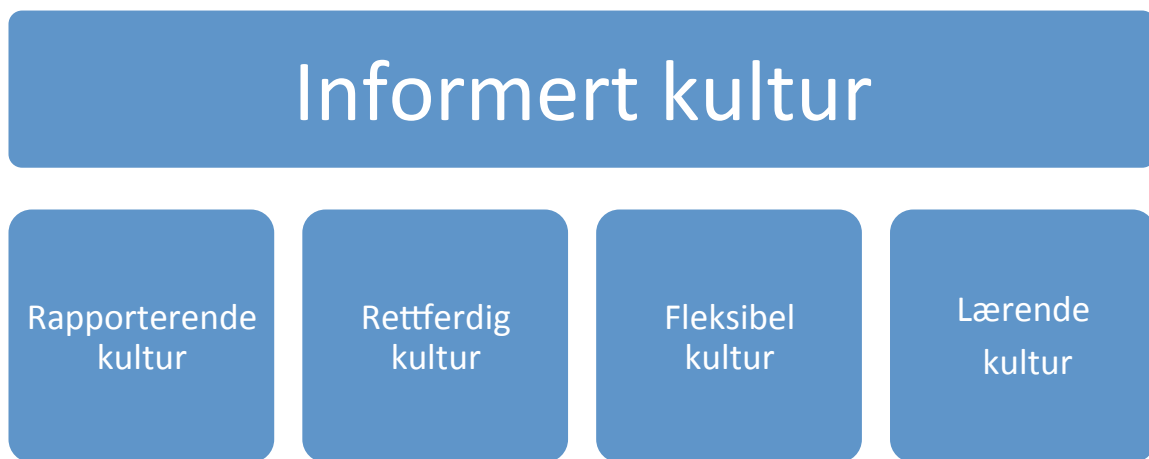 Informert kultur
Rapporterende
kultur
Rettferdig
kultur
Fleksibel
kultur
Lærende
kultur